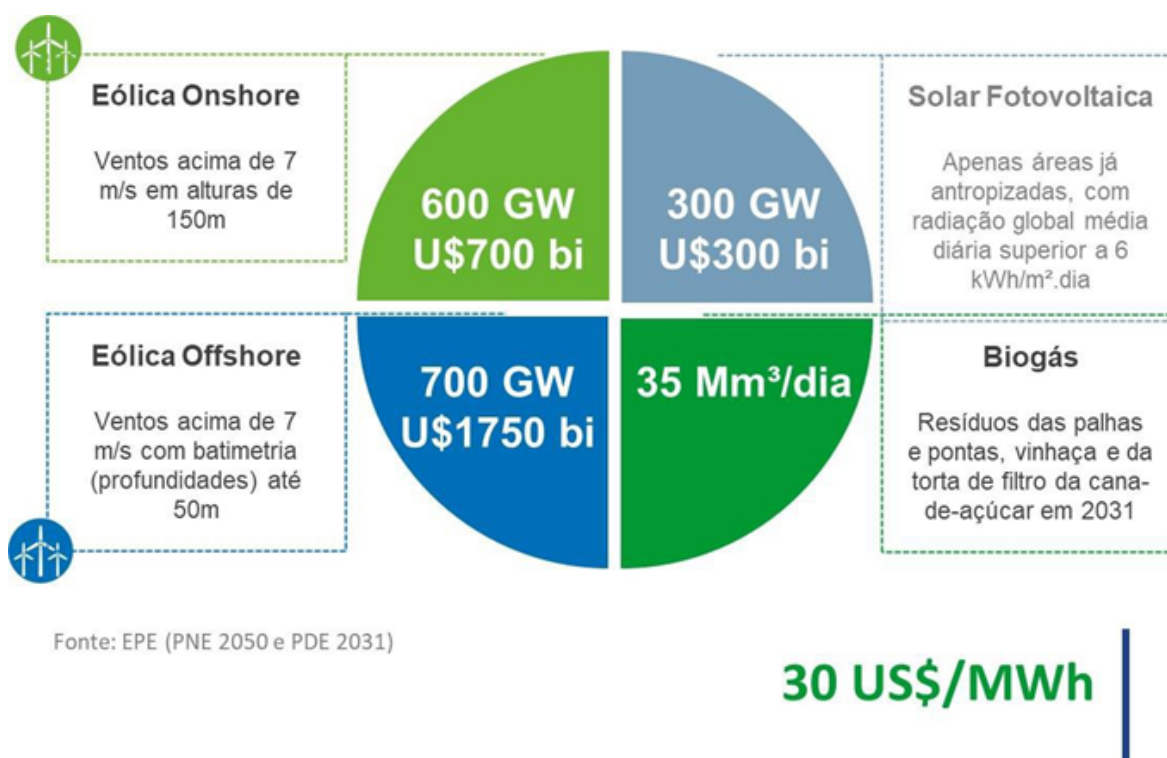 Eólica Onshore
Ventos acima de 7
m/s em alturas de
150m
600 GW
U$700 bi
300 GW
U$300 bi
Solar Fotovoltaica
Apenas áreas já
antropizadas, com
radiação global média
diária superior a 6
kWh/m².dia
Eólica Offshore
Ventos acima de 7
m/s com batimetria
(profundidades) até
50m
700 GW
U$1750 bi
35 Mm³/dia
Biogás
Resíduos das palhas
e pontas, vinhaça e da
torta de filtro da cana-
de-açúcar em 2031
Fonte: EPE (PNE 2050 e PDE 2031)
30 US$/MWh